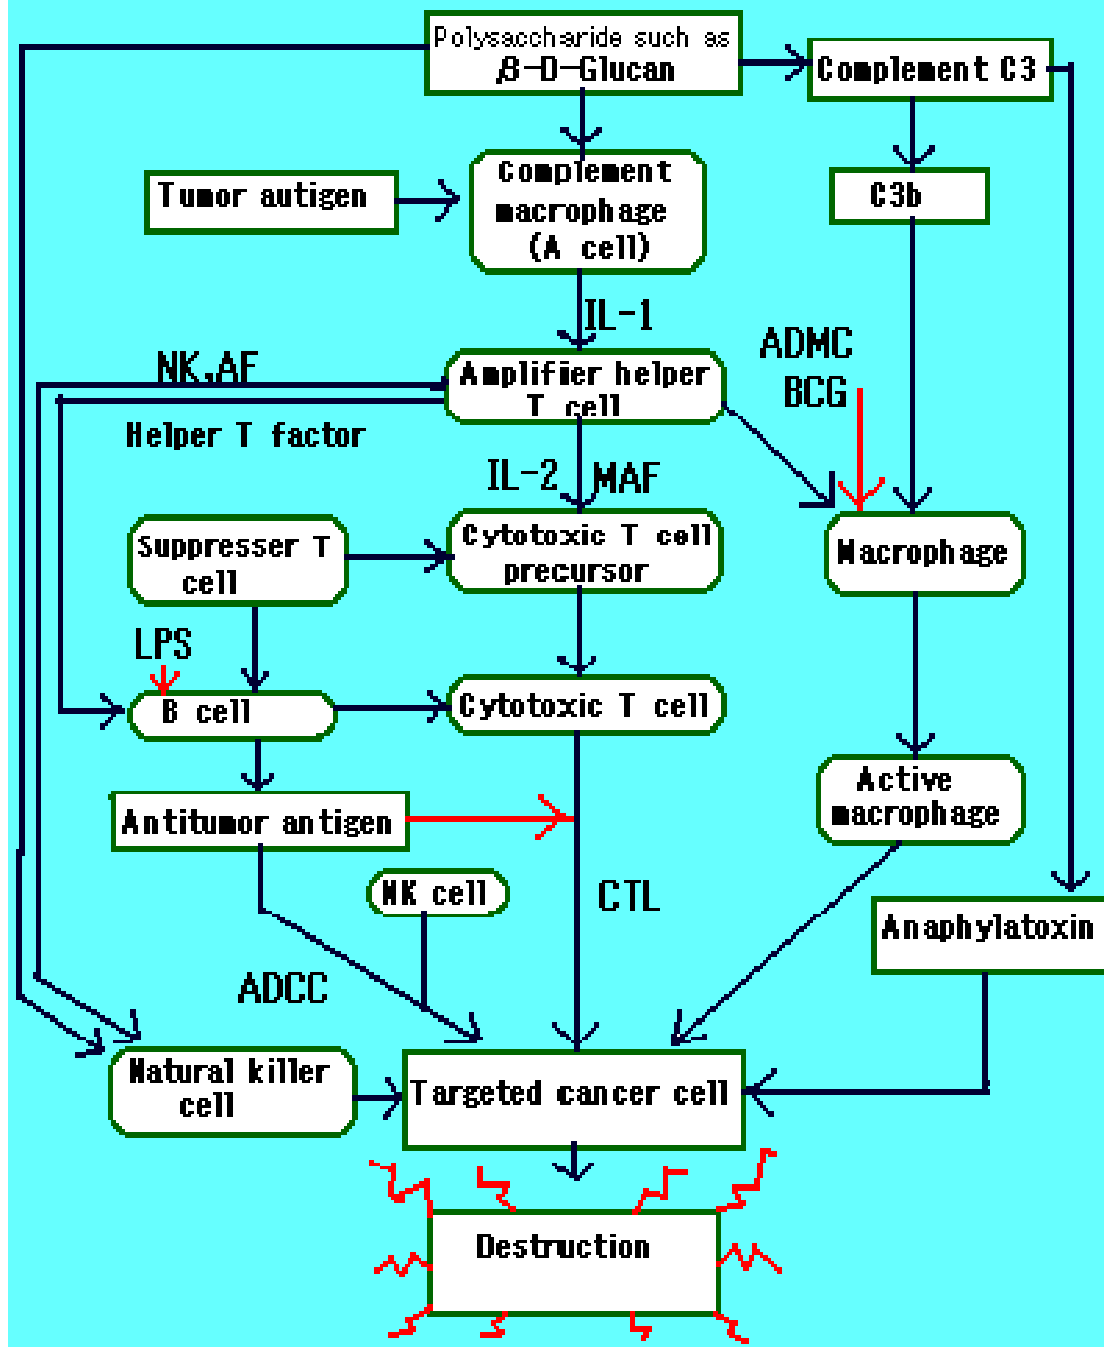 Polysaccharide such as
β-D-Glucan
Complement C3
Complement
macrophage
(A cell)
Tumor autigen
C3b
IL-1
ADMC
BCG
NK,AF
Amplifier helper
T cell
Helper T factor
IL-2 MAF
Suppresser T
cell
Cytotoxic T cell
precursor
Macrophage
LPS
B cell
Cytotoxic T cell
Active
macrophage
Antitumor antigen
NK cell
CTL
Anaphylatoxin
ADCC
Natural killer
cell
Targeted cancer cell
Destruction